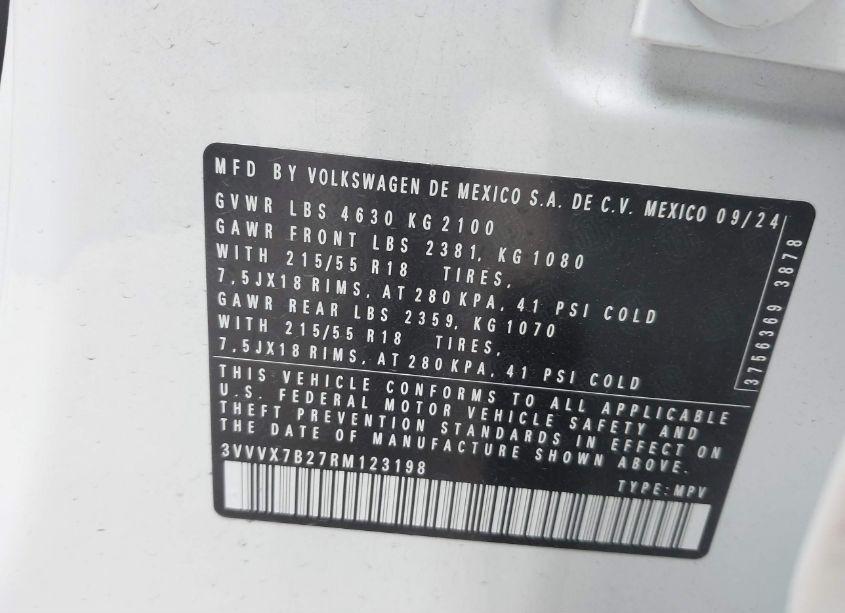 MFD BY VOLKSWAGEN DE MEXICO S.A. DE C.V. MEXICO 09/24
GVWR LBS 4630 KG 2100
GAWR FRONT LBS 2381, KG 1080
WITH 215/55 R18 TIRES,
7,5JX18 RIMS, AT 280 KPA, 41 PSI COLD
GAWR REAR LBS 2359, KG 1070
WITH 215/55 R18 TIRES,
7,5JX18 RIMS, AT 280 KPA, 41 PSI COLD
3756369 3878
THIS VEHICLE CONFORMS TO ALL APPLICABLE
U.S. FEDERAL MOTOR VEHICLE SAFETY AND
THEFT PREVENTION STANDARDS IN EFFECT ON
THE DATE OF MANUFACTURE SHOWN ABOVE.
3VVVX7B27RM123198
TYPE: MPV